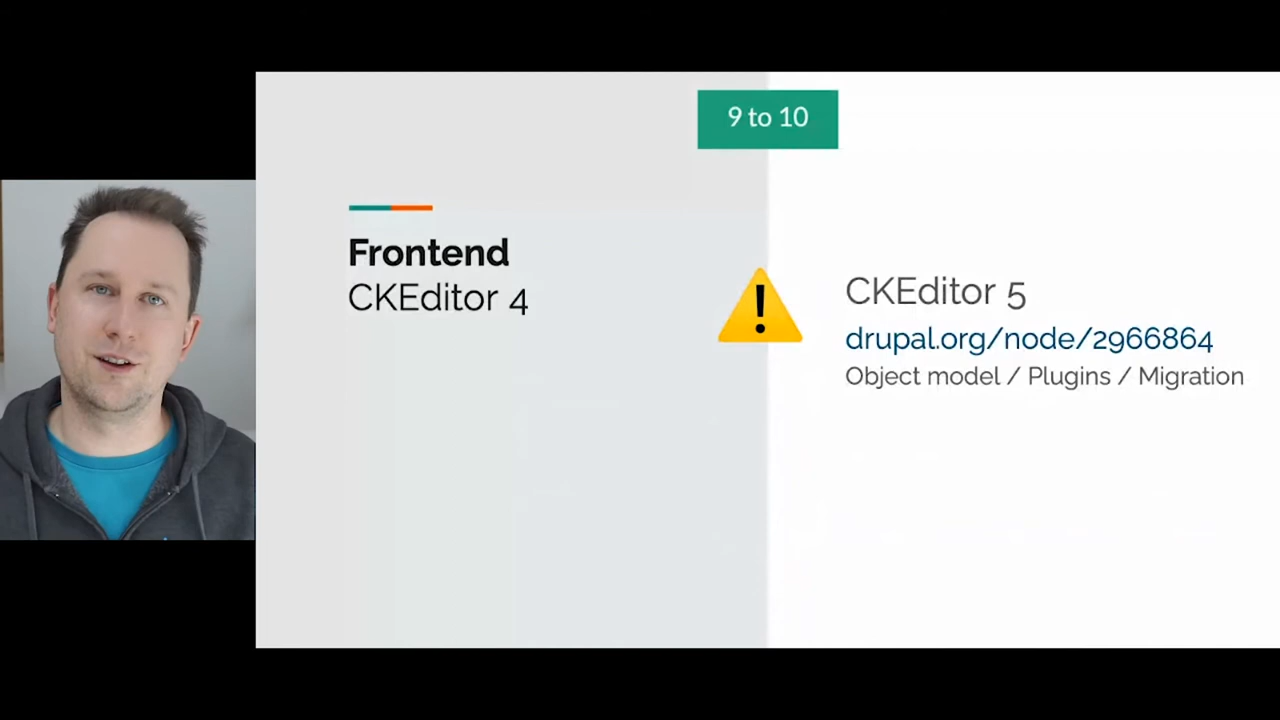 9 to 10
Frontend
CKEditor 4
CKEditor 5
drupal.org/node/2966864
Object model / Plugins / Migration